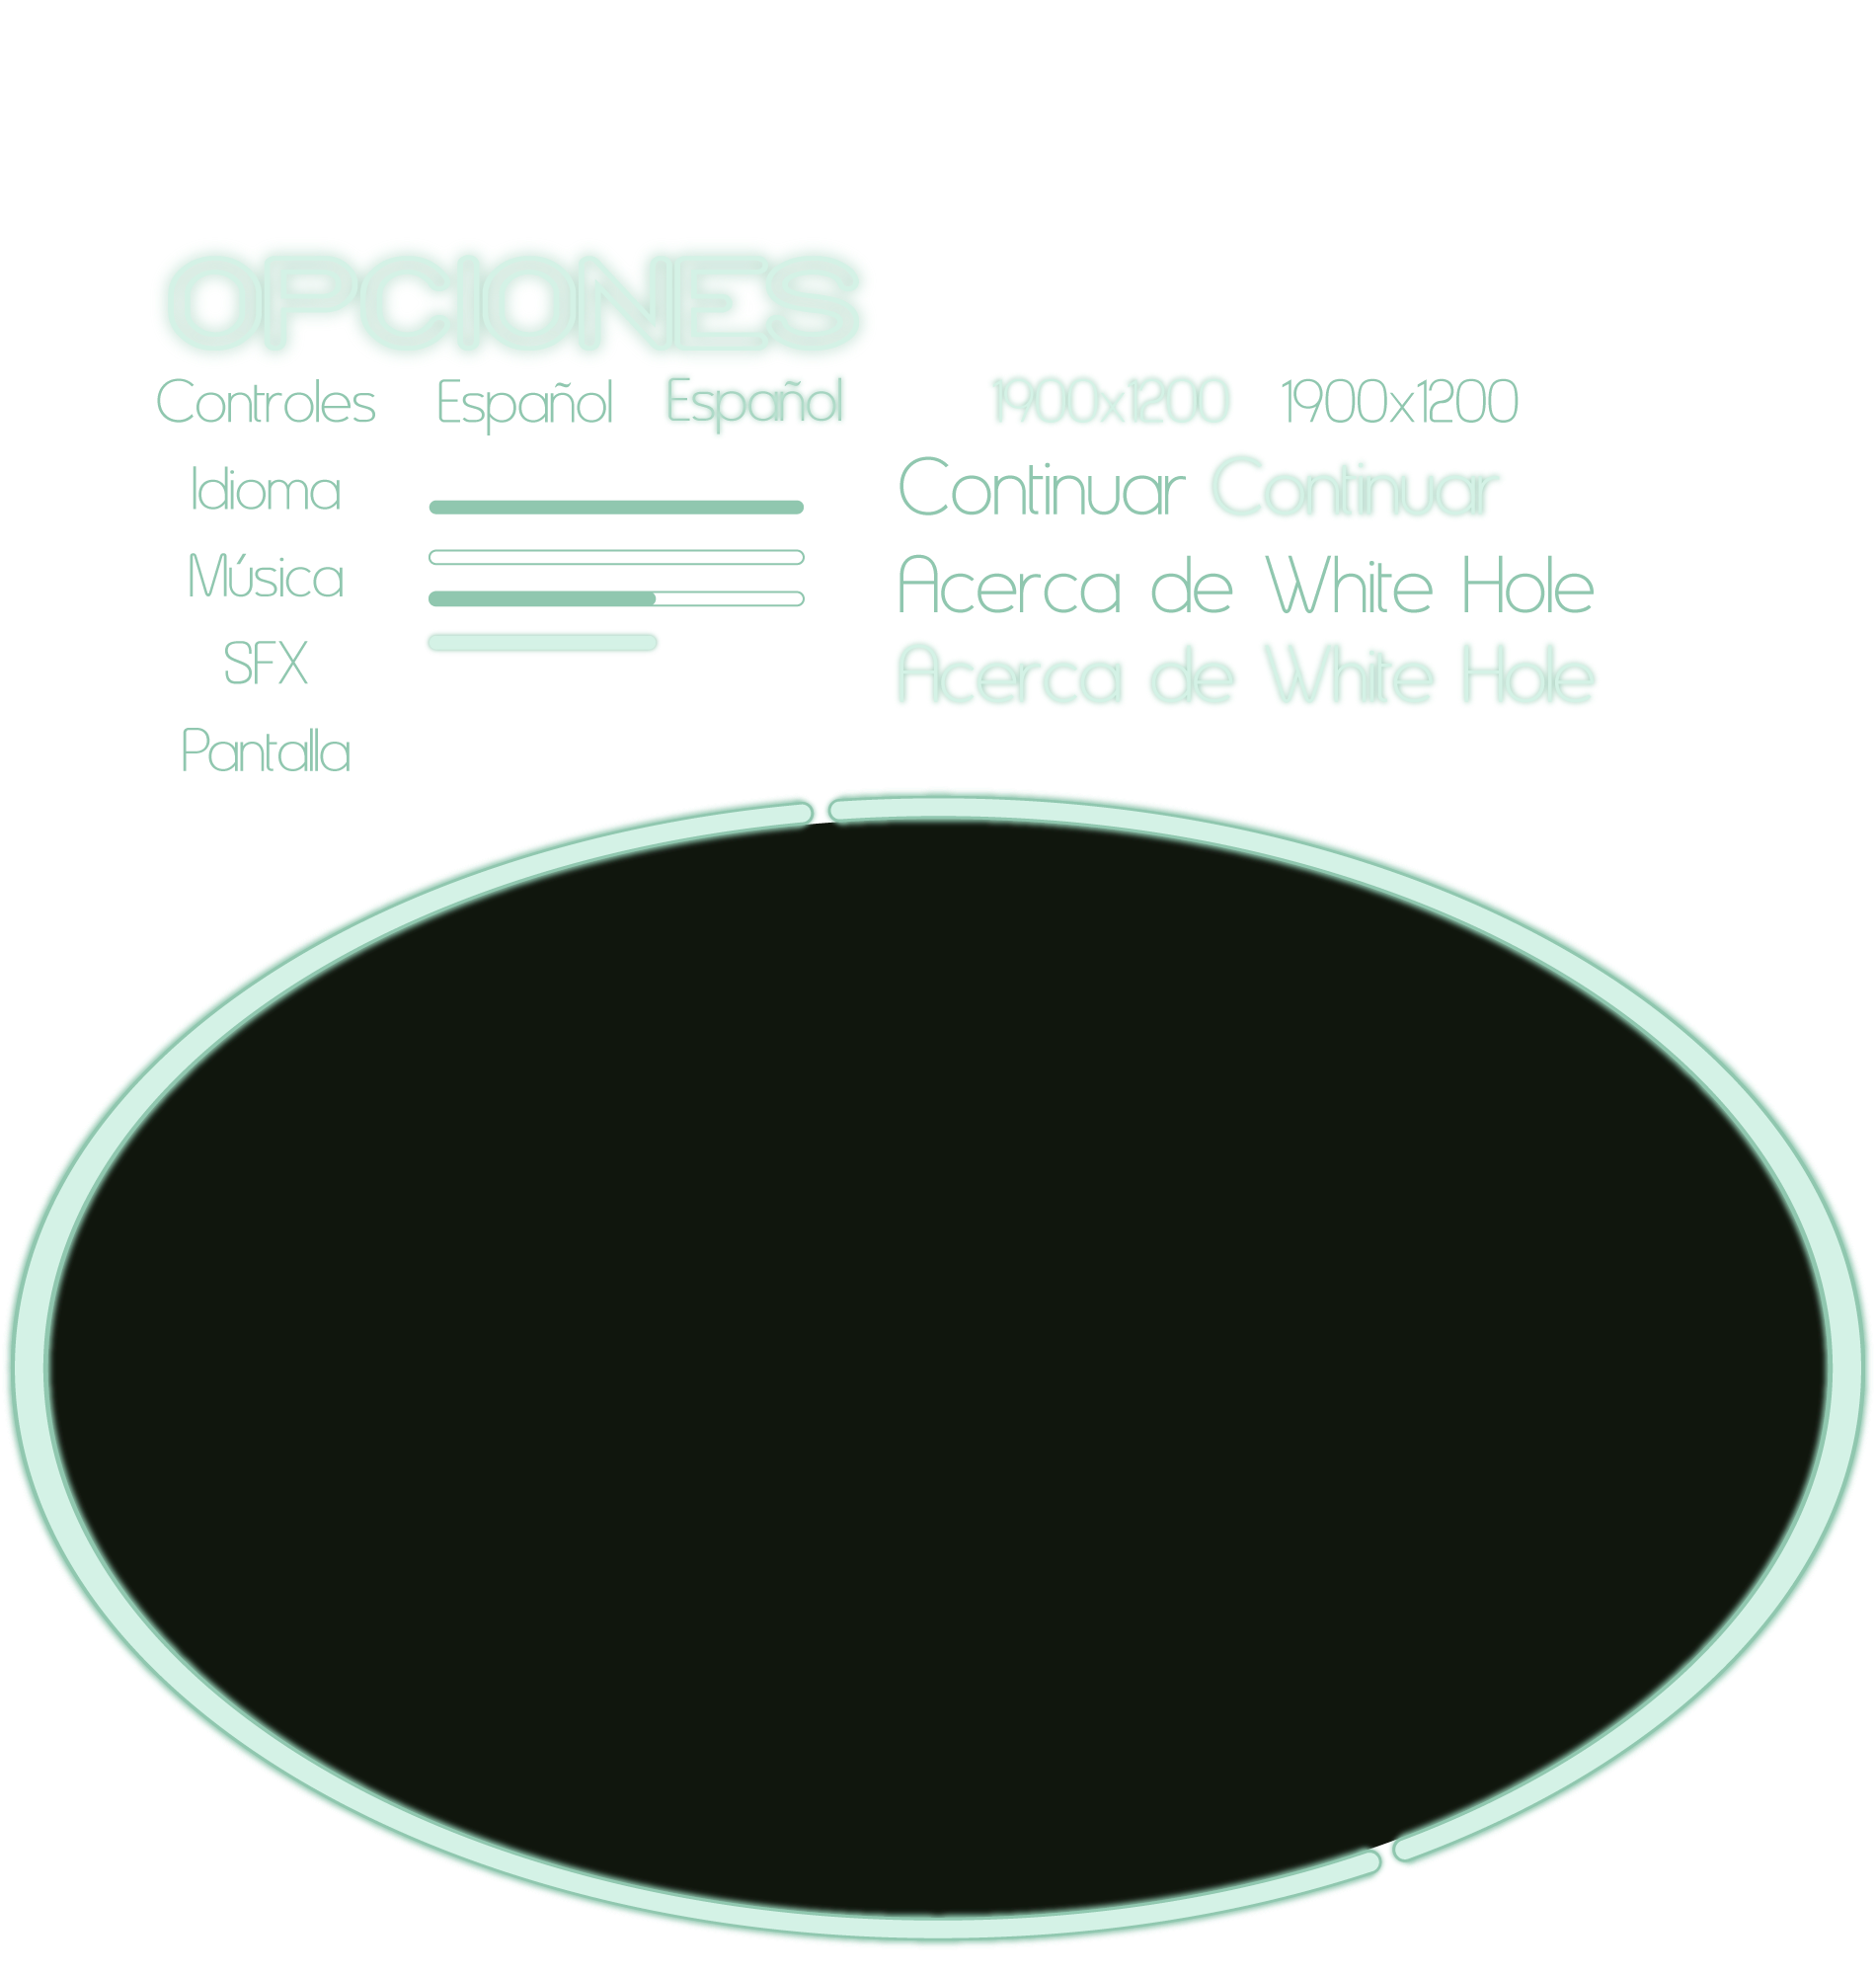 OPCIONES
Controles Español Español 1900x1200 1900x1200
Idioma Continuar Continuar
Música Acerca de White Hole
SFX Acerca de White Hole
Pantalla